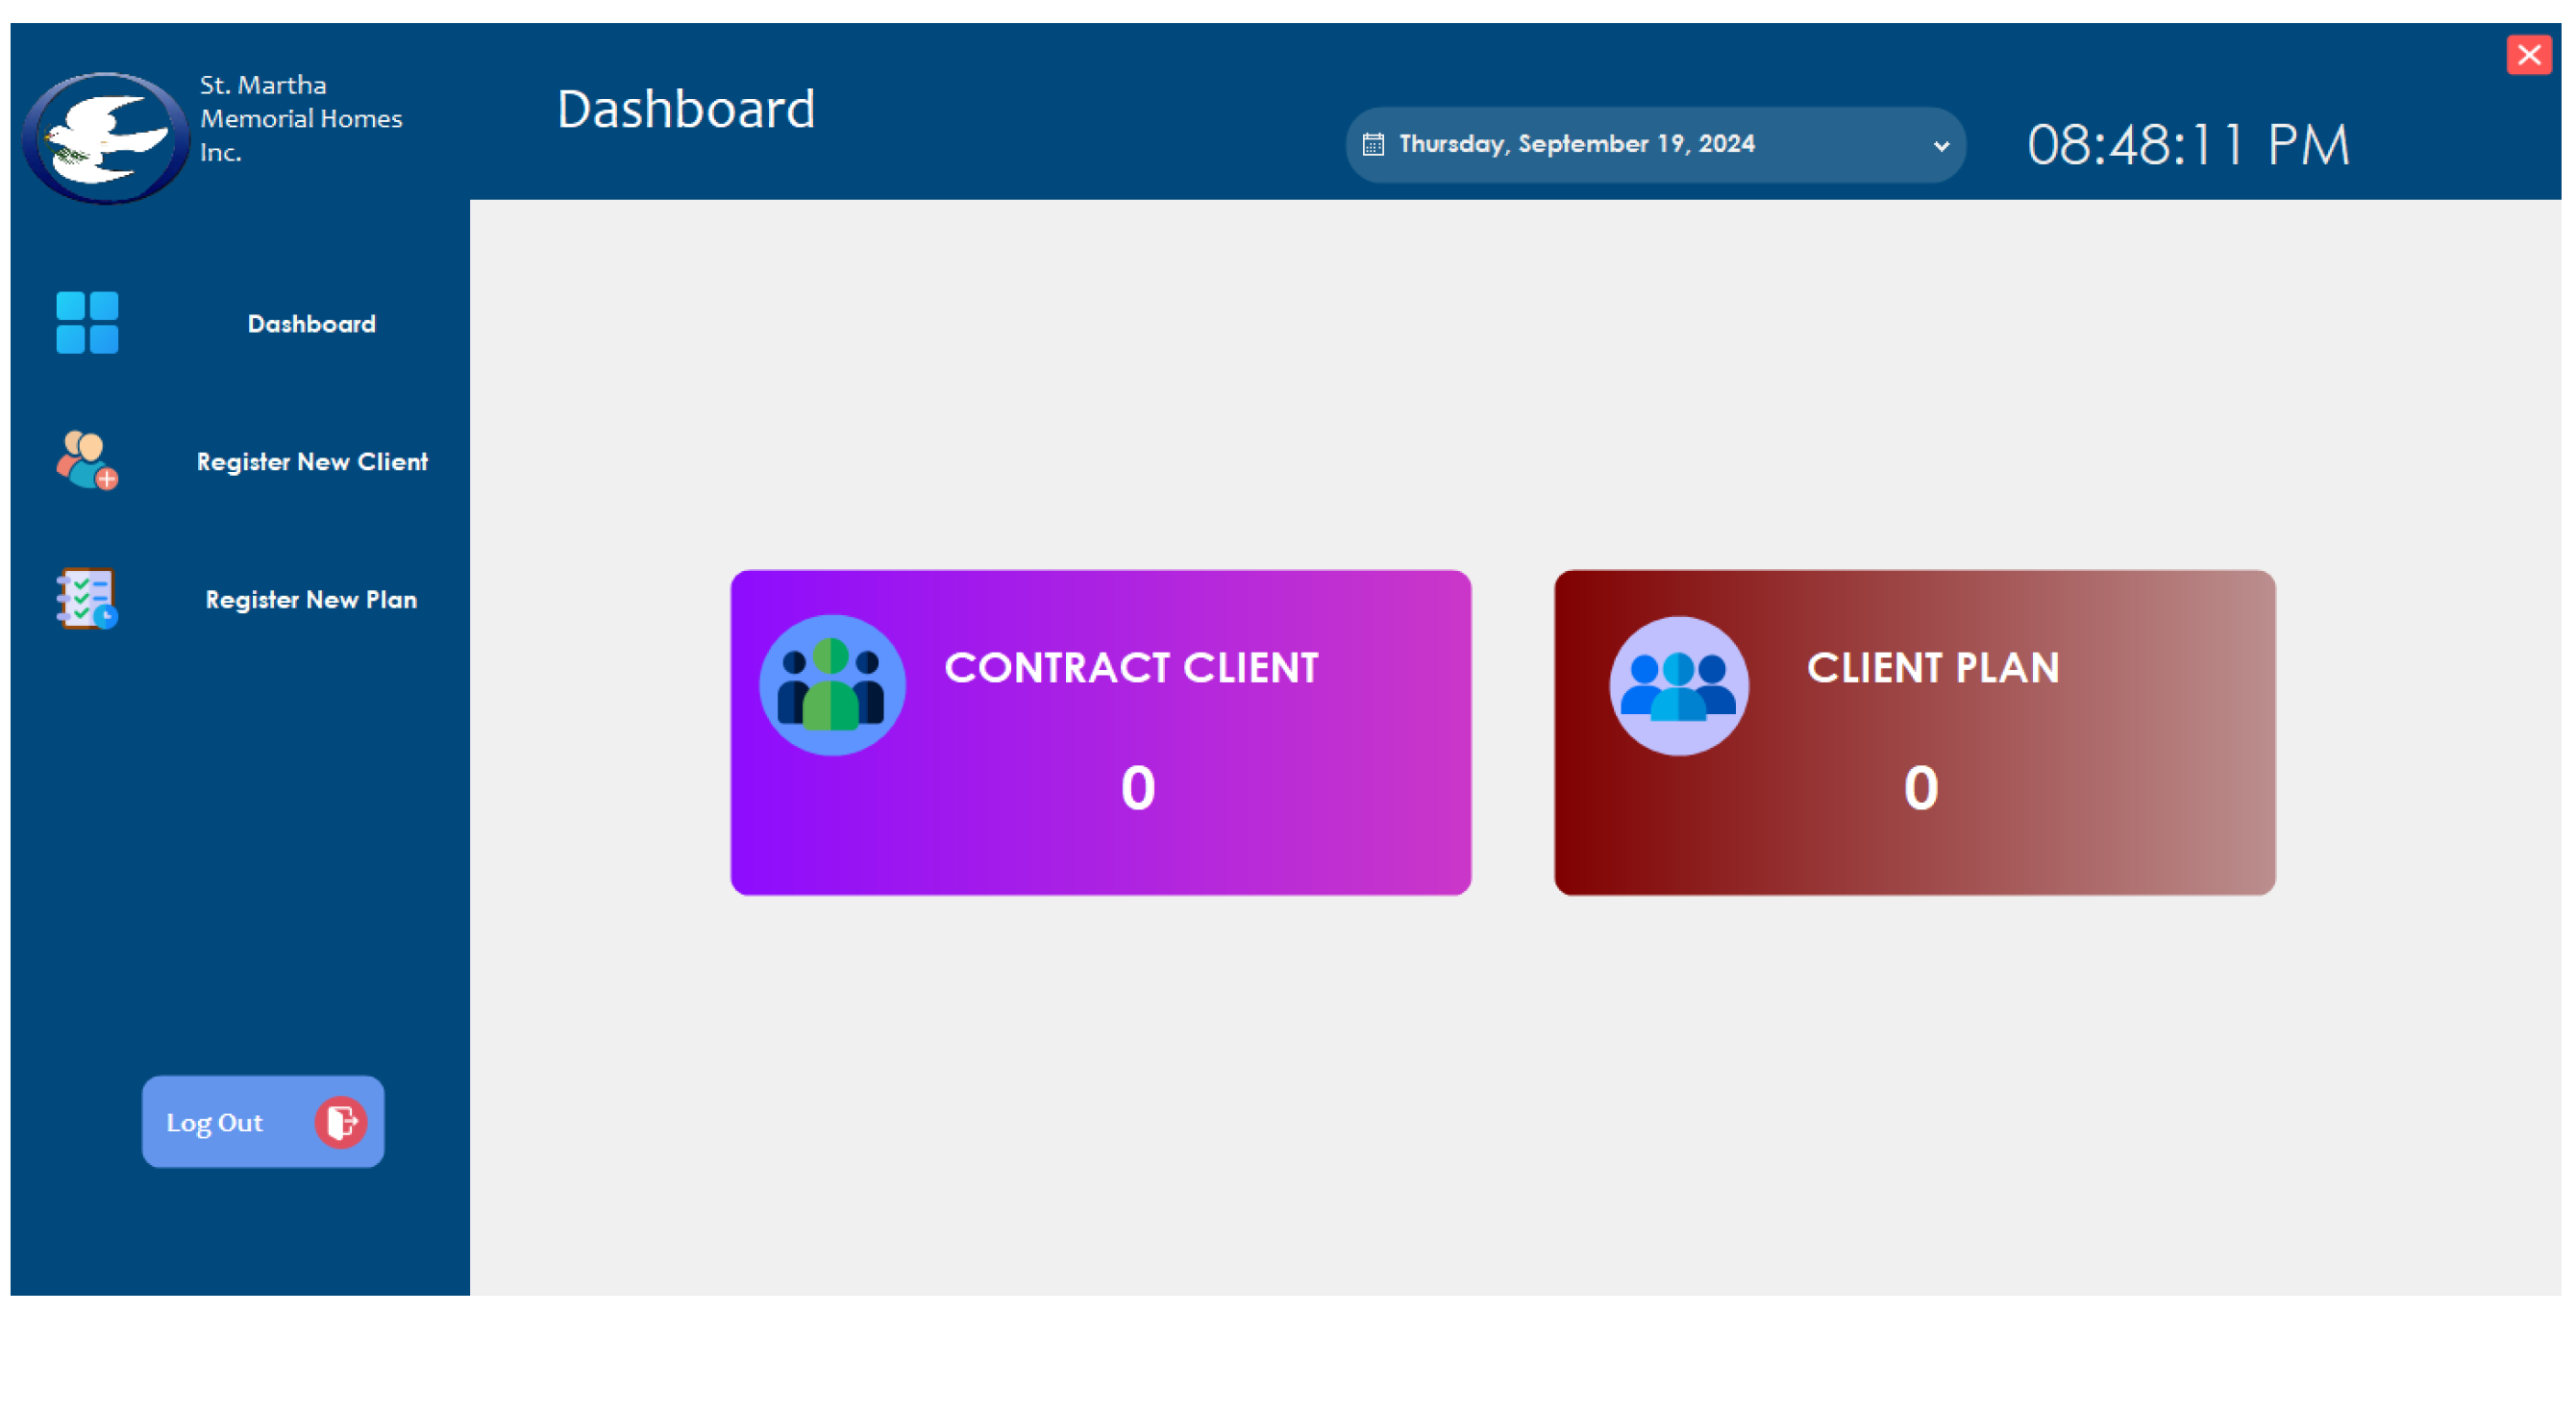 St. Martha
Memorial Homes
Inc.
Dashboard
Thursday, September 19, 2024
08:48:11 PM
Dashboard
Register New Client
Register New Plan
CONTRACT CLIENT
0
CLIENT PLAN
0
Log Out